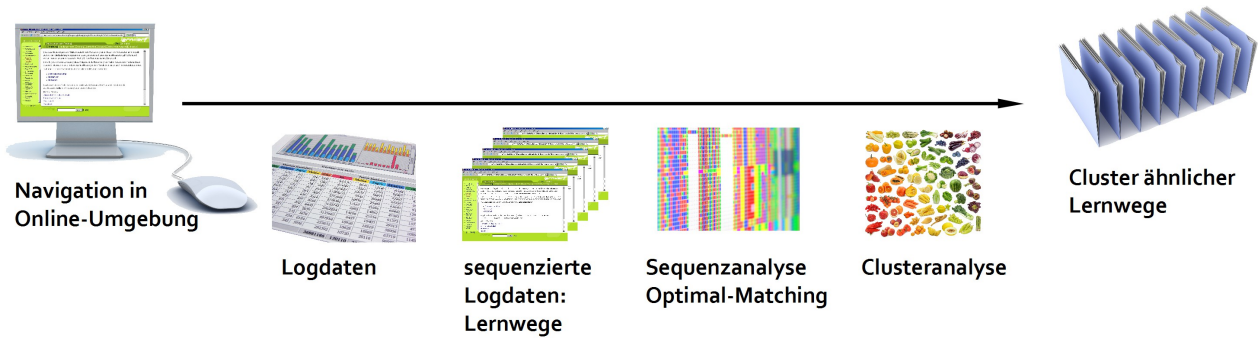 Navigation in
Online-Umgebung
Logdaten
sequenzierte
Logdaten:
Lernwege
Sequenzanalyse
Optimal-Matching
Clusteranalyse
Cluster ähnlicher
Lernwege